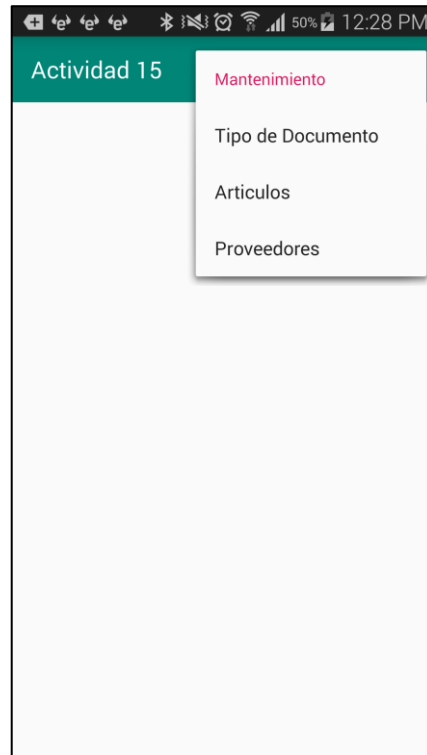 50% 12:28 PM
Actividad 15
Mantenimiento
Tipo de Documento
Articulos
Proveedores